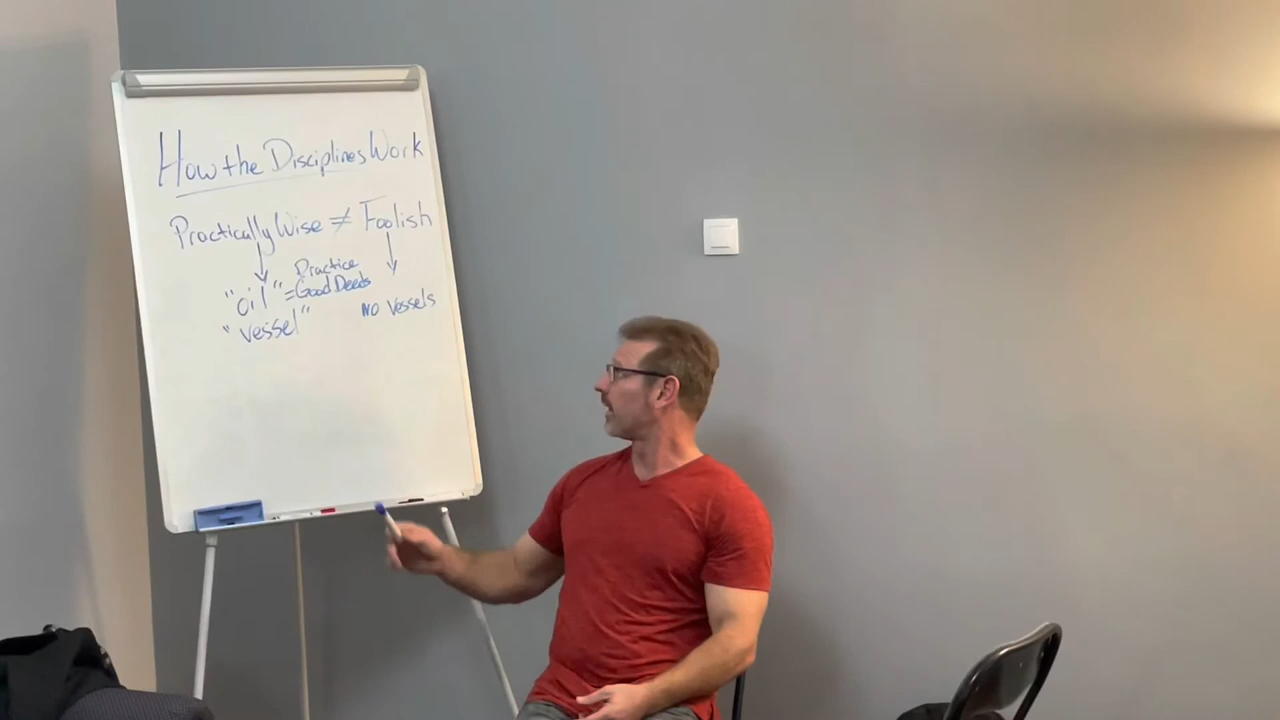 How the Disciplines Work
Practically Wise ≠ Foolish
Practice
"oil" = Good Deeds
"vessel"
No Vessels